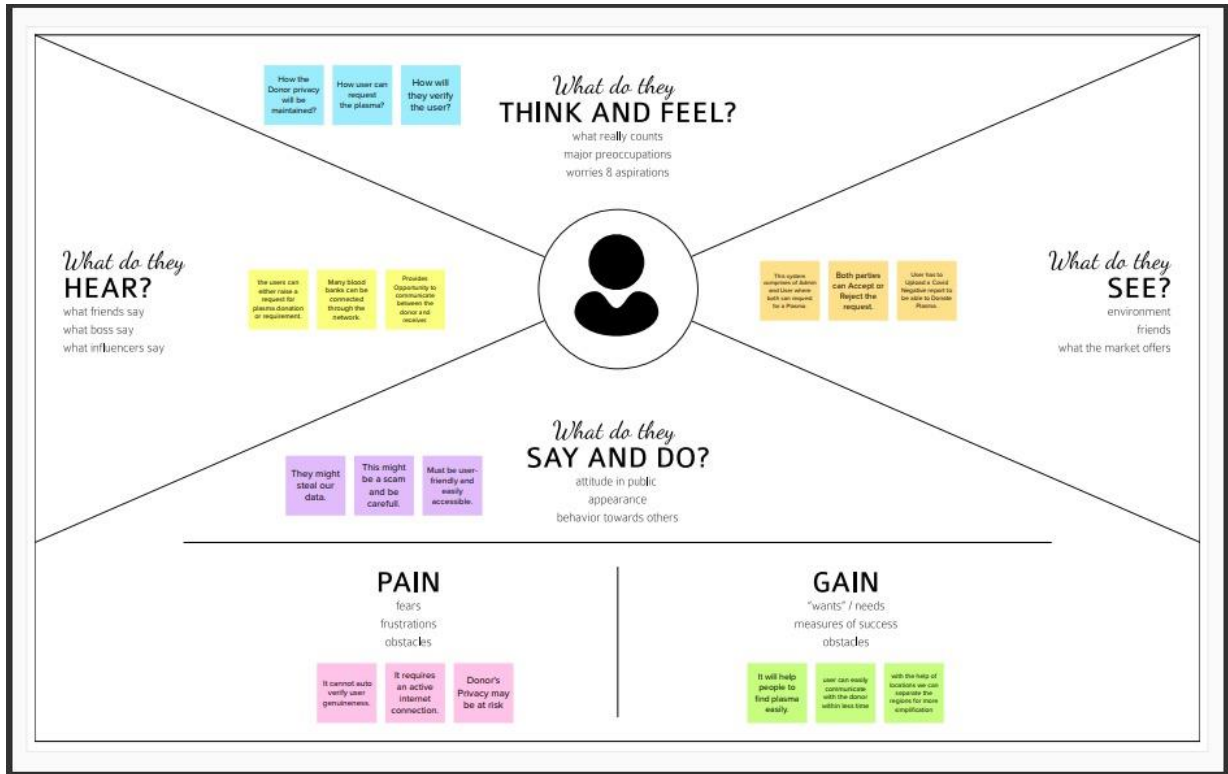 How the
Donor privacy
will be
maintained?
How user can
request
the plasma?
How will
they verify
the user?
What do they
THINK AND FEEL?
what really counts
major preoccupations
worries & aspirations
What do they
HEAR?
what friends say
what boss say
what influencers say
the users can
either raise a
request for
plasma donation
or requirement.
Many blood
banks can be
connected
through the
network.
Provides
Opportunity to
communicate
between the
donor and
receiver.
This system
comprises of Admin
and User where
both can request
for a Plasma
Both parties
can Accept or
Reject the
request.
User has to
Upload a Covid
Negative report to
be able to Donate
Plasma.
What do they
SEE?
environment
friends
what the market offers
What do they
SAY AND DO?
attitude in public
appearance
behavior towards others
They might
steal our
data.
This might
be a scam
and be
carefull.
Must be user-
friendly and
easily
accessible.
PAIN
fears
frustrations
obstacles
It cannot auto
verify user
genuineness.
It requires
an active
internet
connection.
Donor's
Privacy may
be at risk
GAIN
"wants" / needs
measures of success
obstacles
It will help
people to
find plasma
easily.
user can easily
communicate
with the donor
within less time
with the help of
locations we can
separate the
regions for more
simplification